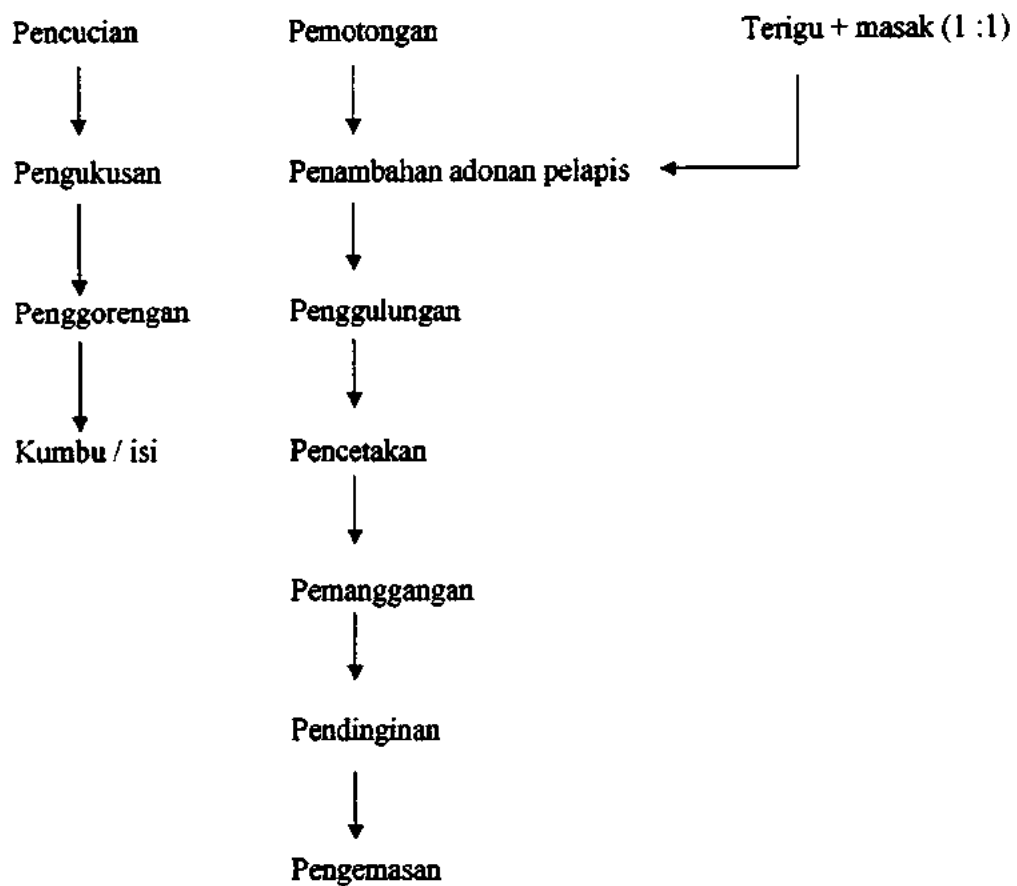 Pencucian
Pemotongan
Terigu + masak (1 :1)
Pengukusan
Penambahan adonan pelapis
Penggorengan
Penggulungan
Kumbu / isi
Pencetakan
Pemanggangan
Pendinginan
Pengemasan